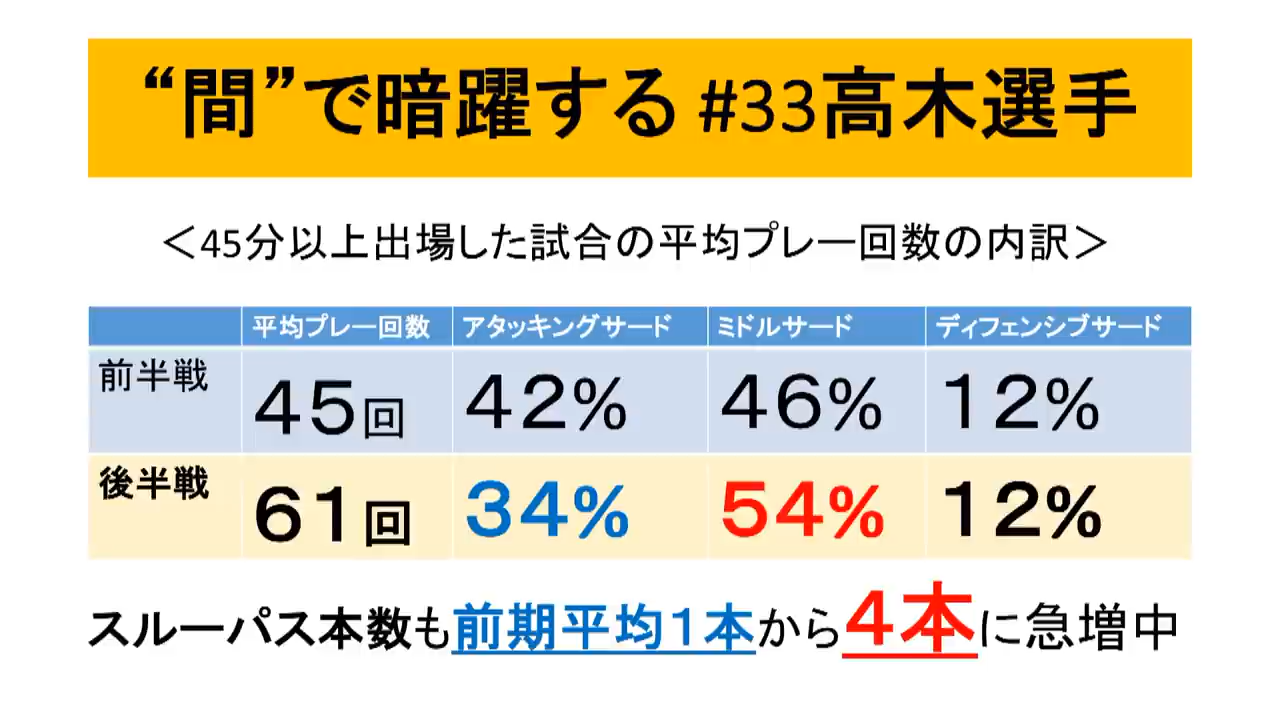 “間”で暗躍する #33高木選手
＜45分以上出場した試合の平均プレー回数の内訳＞
平均プレー回数 アタッキングサード ミドルサード ディフェンシブサード
前半戦 45回 42% 46% 12%
後半戦 61回 34% 54% 12%
スルーパス本数も前期平均1本から4本に急増中